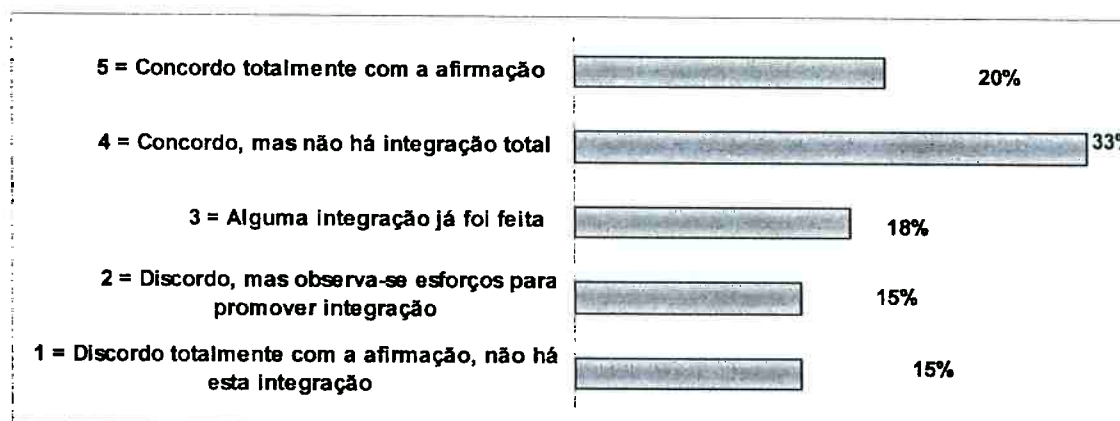 5 = Concordo totalmente com a afirmação
20%
4 = Concordo, mas não há integração total
33%
3 = Alguma integração já foi feita
18%
2 = Discordo, mas observa-se esforços para
promover integração
15%
1 = Discordo totalmente com a afirmação, não há
esta integração
15%